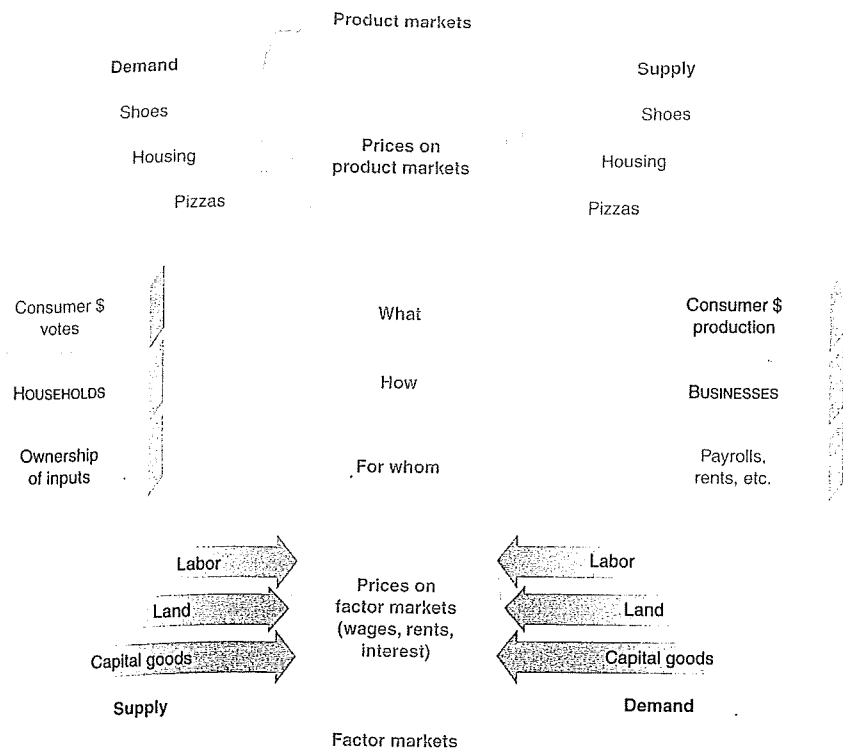 Product markets
Demand
Supply
Shoes
Shoes
Housing
Prices on
product markets
Housing
Pizzas
Pizzas
Consumer $
votes
What
Consumer $
production
HOUSEHOLDS
How
BUSINESSES
Ownership
of inputs
For whom
Payrolls,
rents, etc.
Labor
Labor
Land
Prices on
factor markets
(wages, rents,
interest)
Land
Capital goods
Capital goods
Supply
Demand
Factor markets